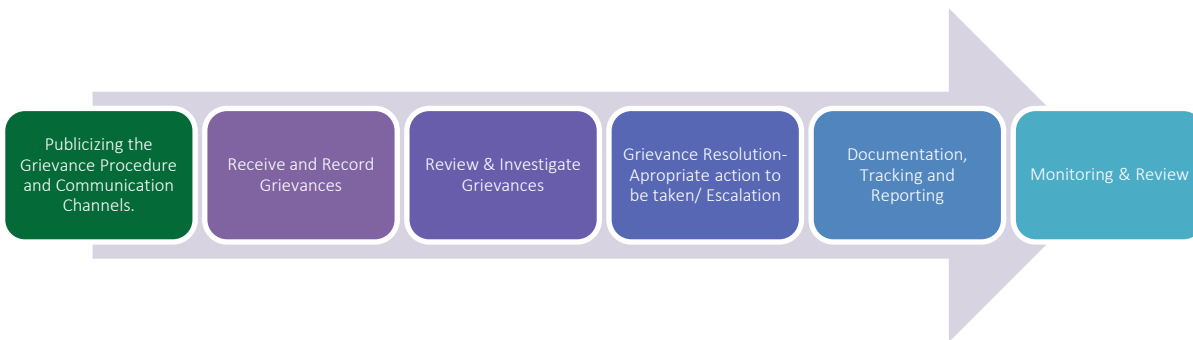 Publicizing the
Grievance Procedure
and Communication
Channels.
Receive and Record
Grievances
Review & Investigate
Grievances
Grievance Resolution-
Apropriate action to
be taken/ Escalation
Documentation,
Tracking and
Reporting
Monitoring & Review